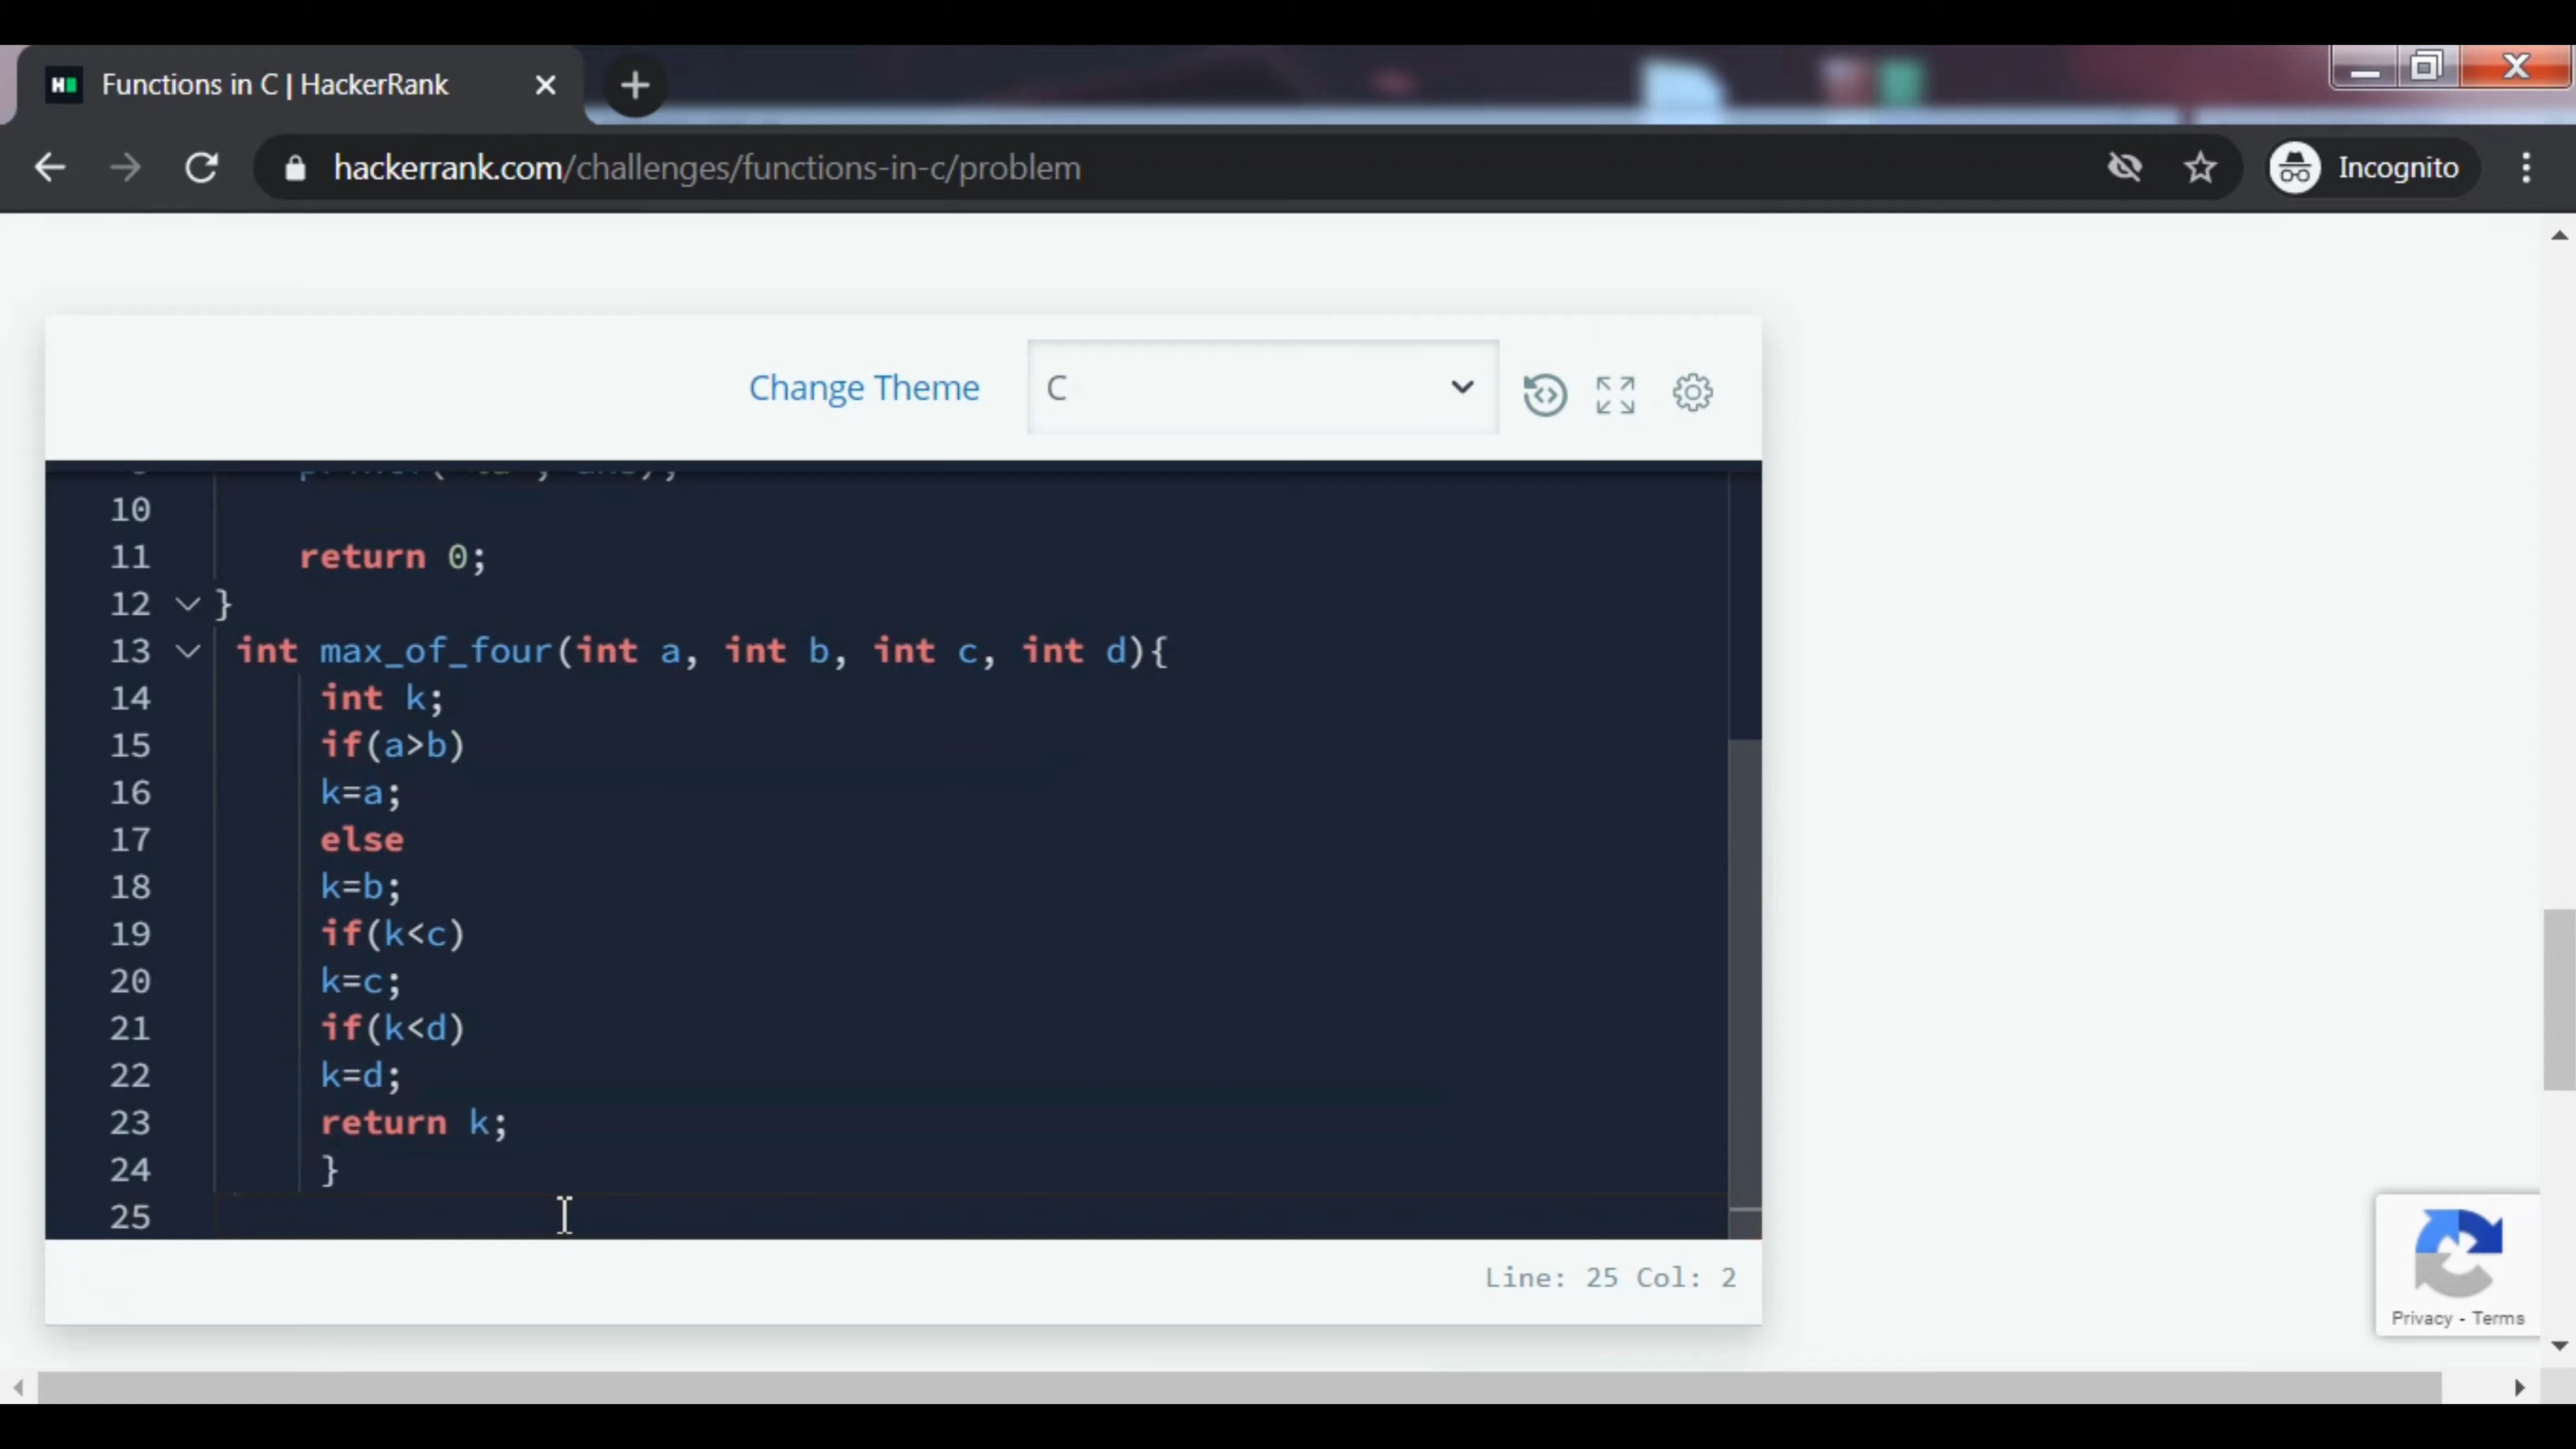 Functions in C | HackerRank
hackerrank.com/challenges/functions-in-c/problem
Incognito
Change Theme
C
10
11 return 0;
12 }
13 int max_of_four(int a, int b, int c, int d){
14 int k;
15 if(a>b)
16 k=a;
17 else
18 k=b;
19 if(k<c)
20 k=c;
21 if(k<d)
22 k=d;
23 return k;
24 }
25
Line: 25 Col: 2
Privacy - Terms